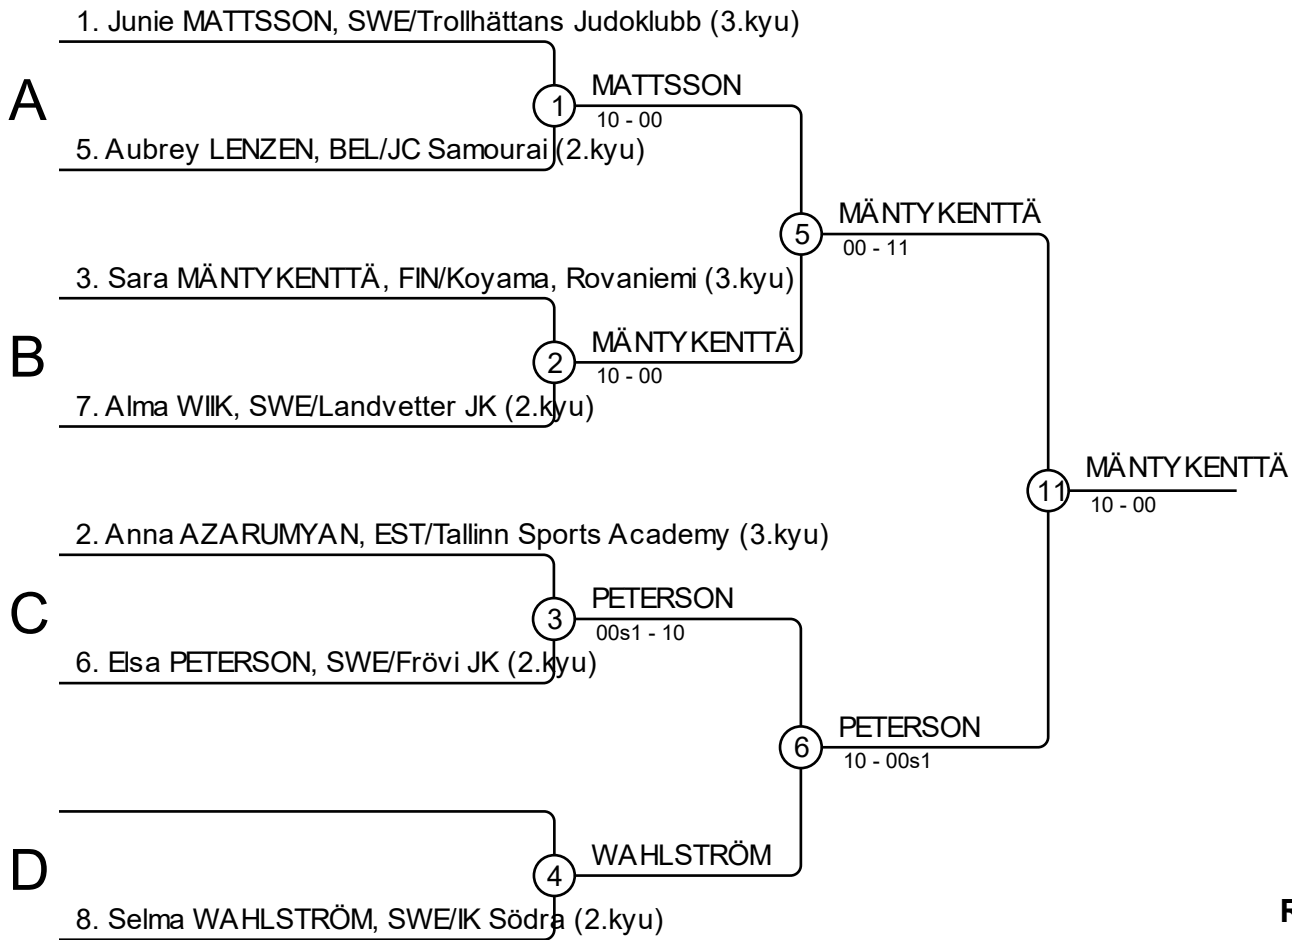 1. Junie MATTSSON, SWE/Trollhättans Judoklubb (3.kyu)
A
1
MATTSSON
10 - 00
5. Aubrey LENZEN, BEL/JC Samourai (2.kyu)
5
MÄNTYKENTTÄ
00 - 11
3. Sara MÄNTYKENTTÄ, FIN/Koyama, Rovaniemi (3.kyu)
B
2
MÄNTYKENTTÄ
10 - 00
7. Alma WIIK, SWE/Landvetter JK (2.kyu)
11
MÄNTYKENTTÄ
10 - 00
2. Anna AZARUMYAN, EST/Tallinn Sports Academy (3.kyu)
C
3
PETERSON
00s1 - 10
6. Elsa PETERSON, SWE/Frövi JK (2.kyu)
6
PETERSON
10 - 00s1
D
4
WAHLSTRÖM
8. Selma WAHLSTRÖM, SWE/IK Södra (2.kyu)